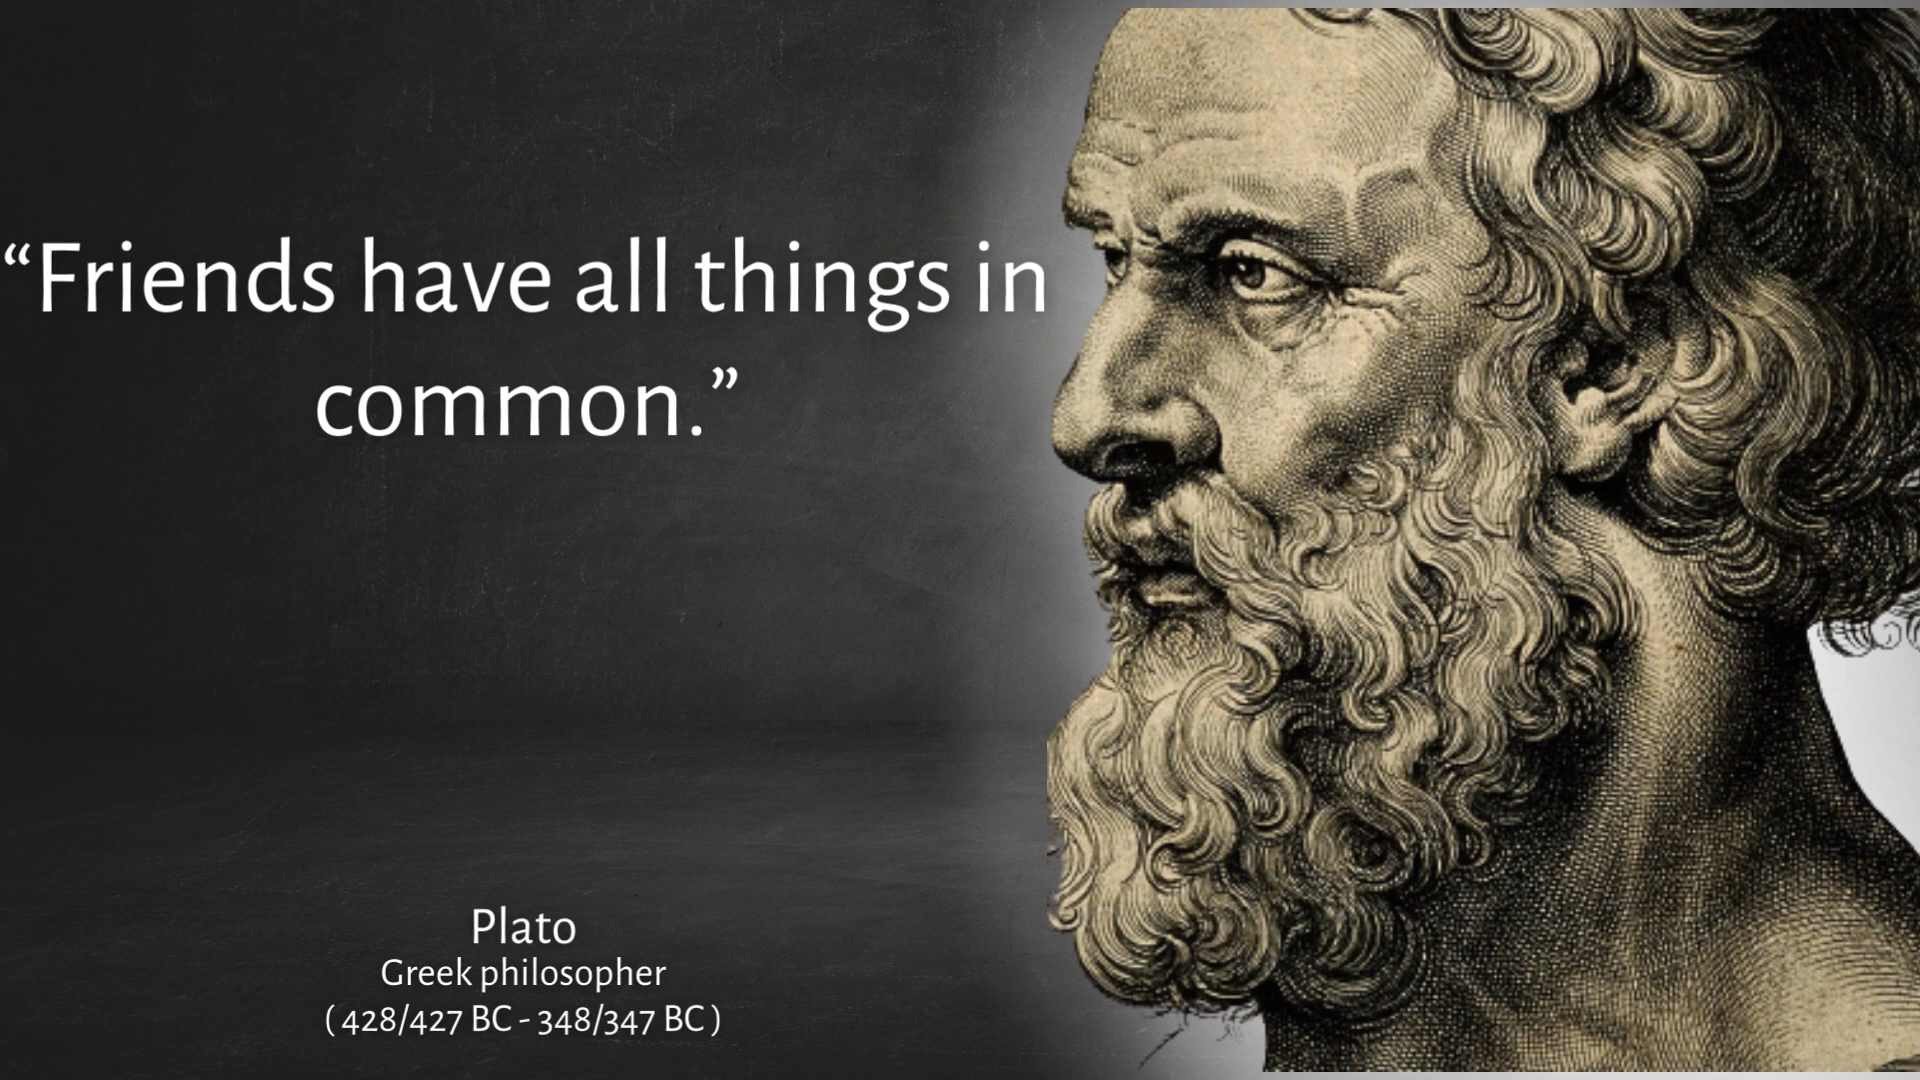 “Friends have all things in
common.”
Plato
Greek philosopher
( 428/427 BC - 348/347 BC )